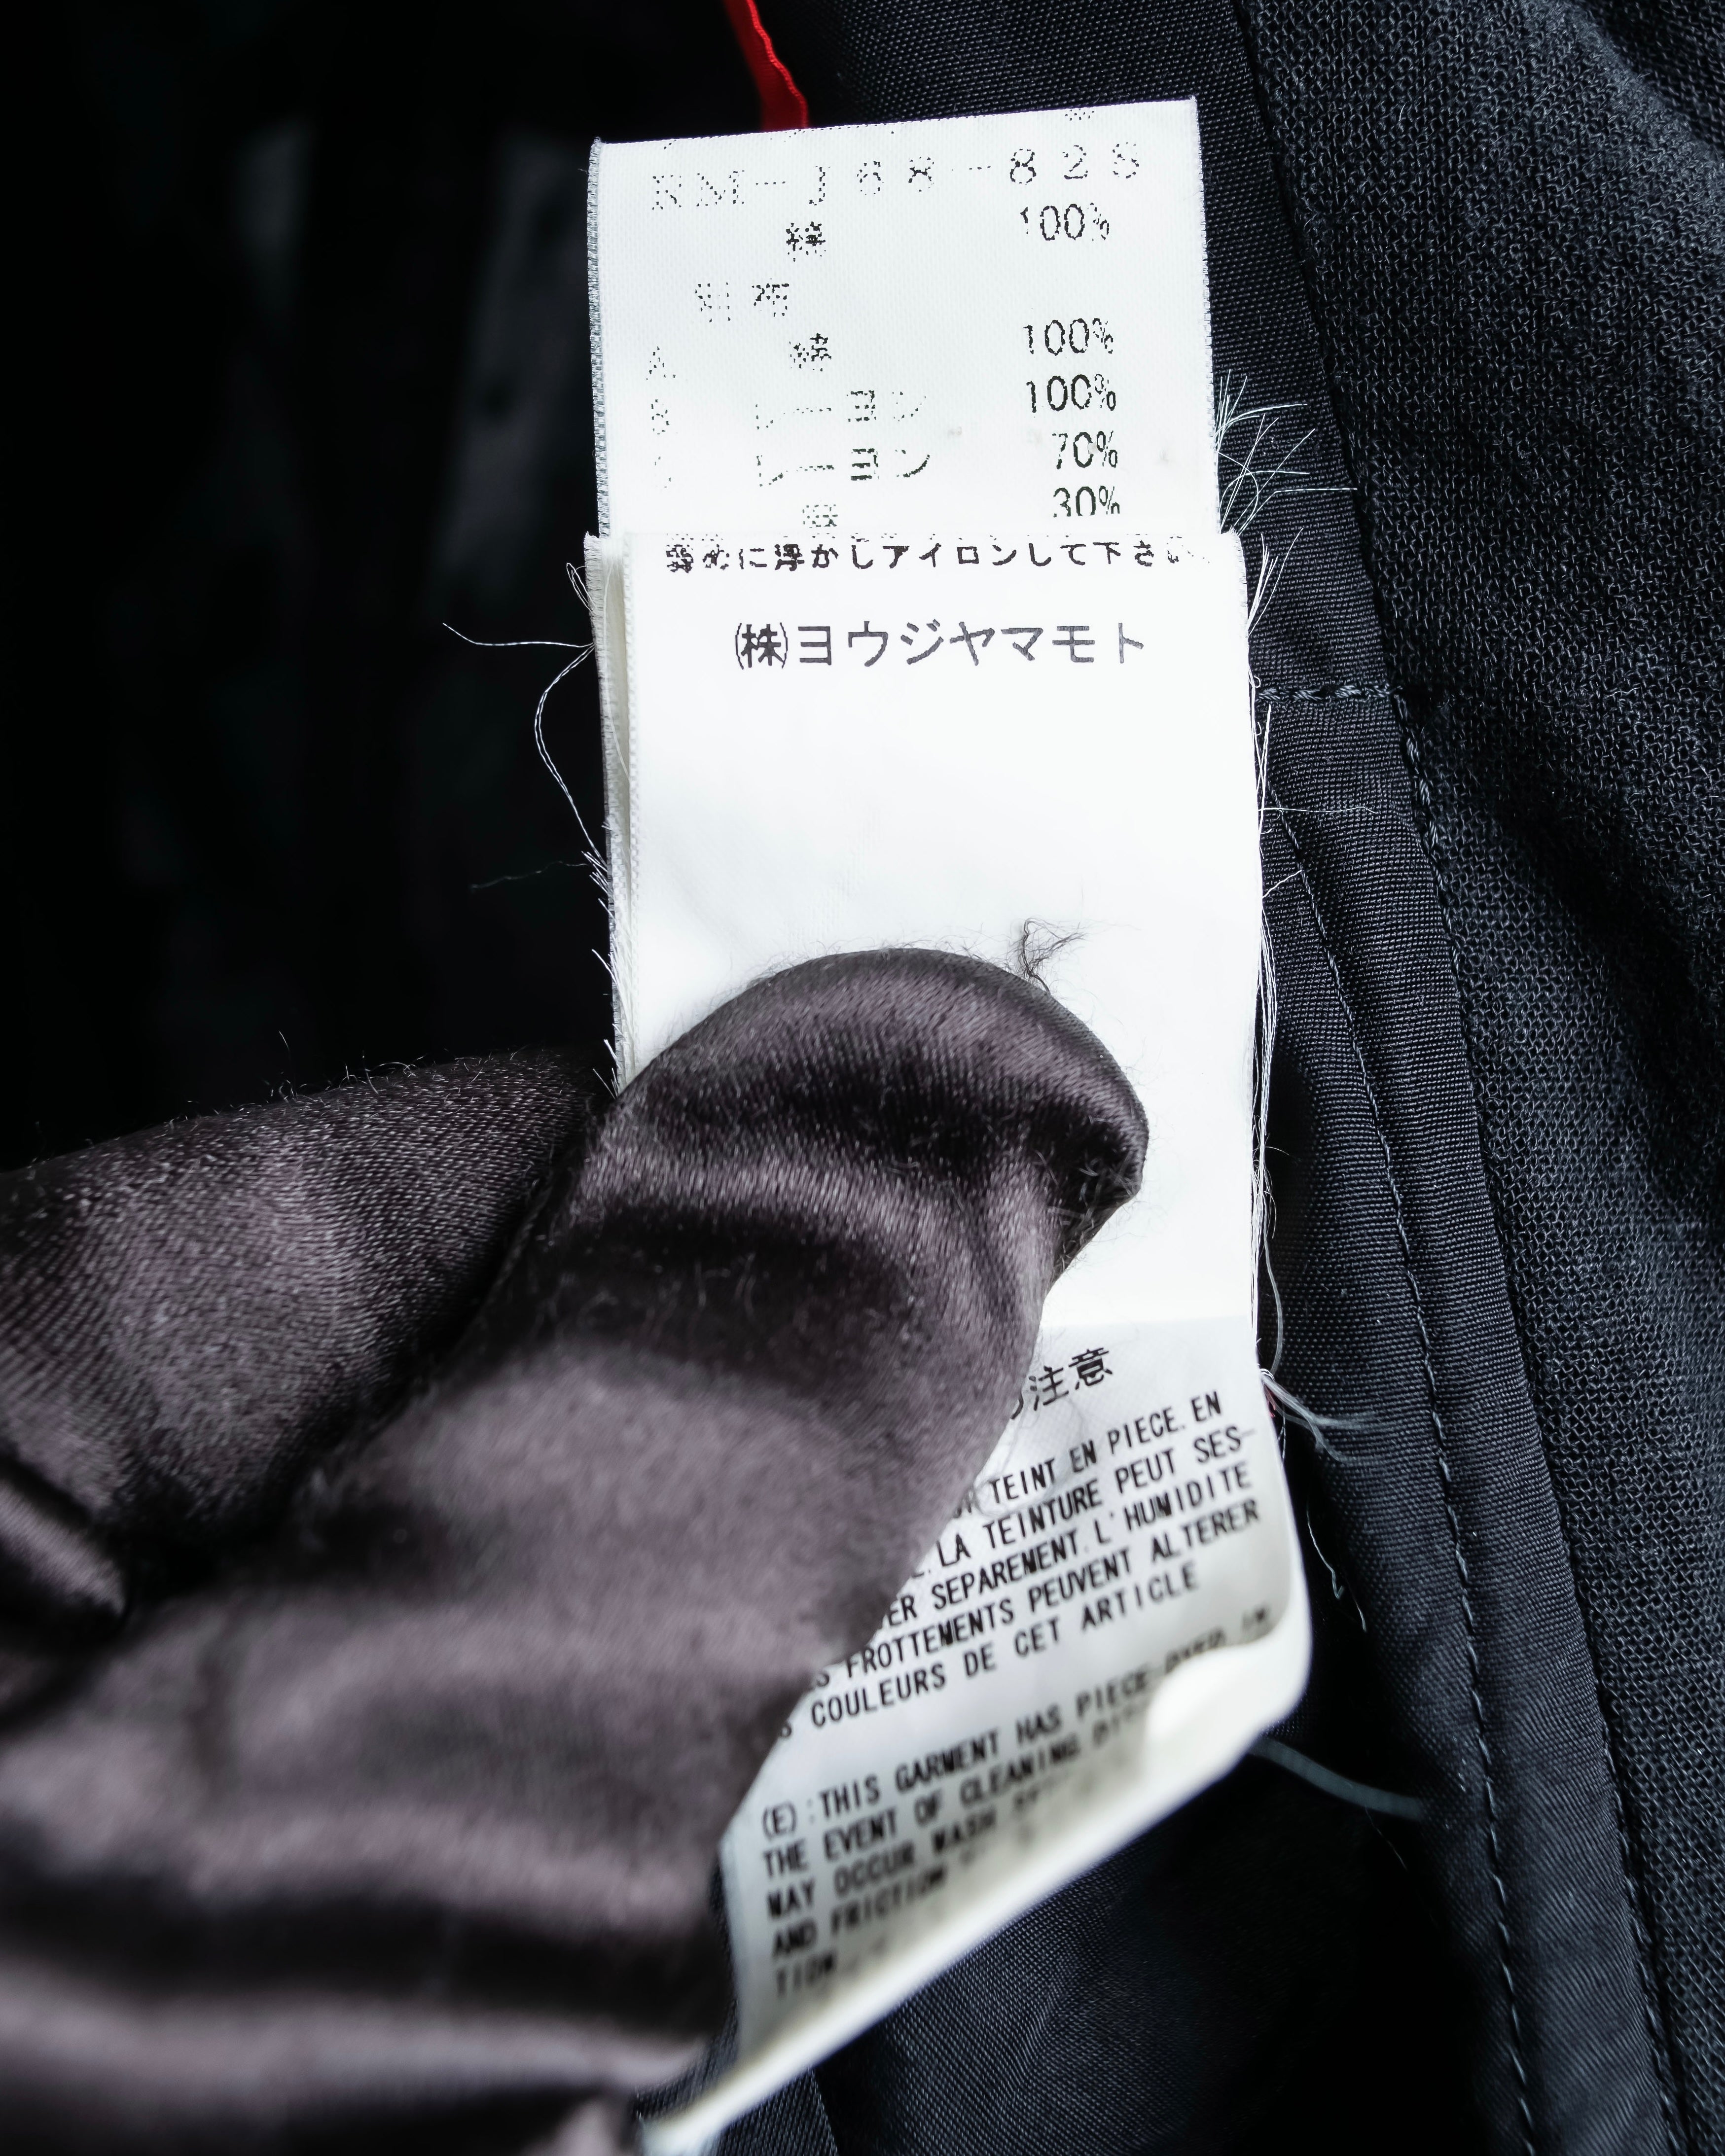 RM-J68-828
綿 100%
別布
A. 綿 100%
B レーヨン 100%
レーヨン 70%
30%
に浮かしアイロンして下さい
㈱ヨウジヤマモト
注意
TEINT EN PIECE. EN
LA TEINTURE PEUT SES-
SEPAREMENT. L'HUMIDITE
FROTTEMENTS PEUVENT ALTERER
COULEURS DE CET ARTICLE
(E) :THIS GARMENT HAS PIECE DYED. IN
THE EVENT OF CLEANING
MAY OCCUR WASH
AND FRICTION
TION